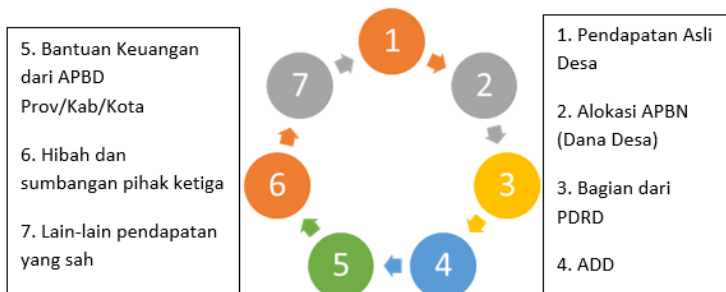 5. Bantuan Keuangan
dari APBD
Prov/Kab/Kota
6. Hibah dan
sumbangan pihak ketiga
7. Lain-lain pendapatan
yang sah
1
2
3
4
5
6
7
1. Pendapatan Asli
Desa
2. Alokasi APBN
(Dana Desa)
3. Bagian dari
PDRD
4. ADD